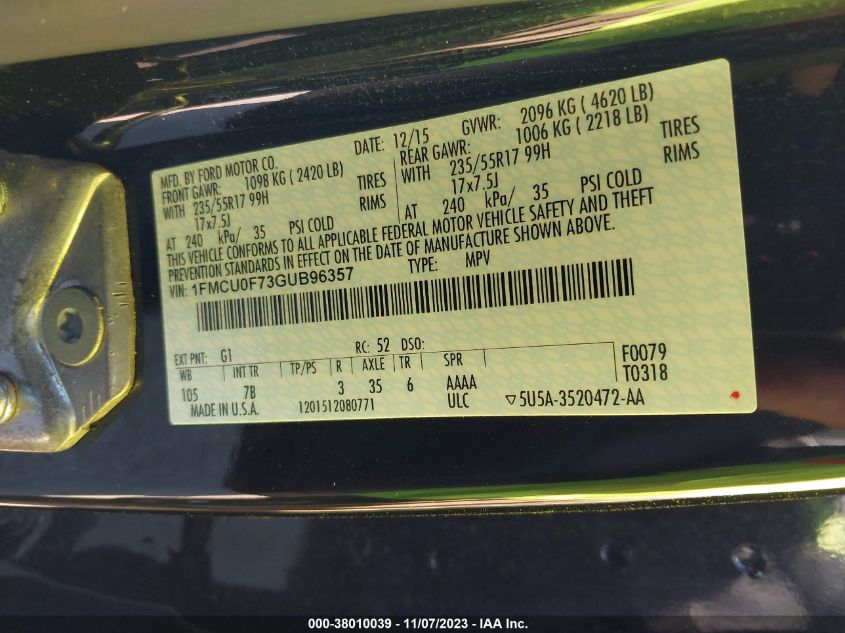 MFD. BY FORD MOTOR CO.
DATE: 12/15 GVWR: 2096 KG ( 4620 LB)
FRONT GAWR: 1098 KG ( 2420 LB)
REAR GAWR: 1006 KG ( 2218 LB)
WITH 235/55R17 99H TIRES
WITH 235/55R17 99H TIRES
17x7.5J RIMS
17x7.5J RIMS
AT 240 kPa/ 35 PSI COLD
AT 240 kPa/ 35 PSI COLD
THIS VEHICLE CONFORMS TO ALL APPLICABLE FEDERAL MOTOR VEHICLE SAFETY AND THEFT
PREVENTION STANDARDS IN EFFECT ON THE DATE OF MANUFACTURE SHOWN ABOVE.
VIN: 1FMCU0F73GUB96357 TYPE: MPV
EXT PNT: G1 RC: 52 DSO:
WB INT TR TP/PS R AXLE TR SPR
105 7B 3 35 6 AAAA
F0079
T0318
MADE IN U.S.A. 1201512080771 ULC ▽5U5A-3520472-AA
000-38010039 - 11/07/2023 - IAA Inc.